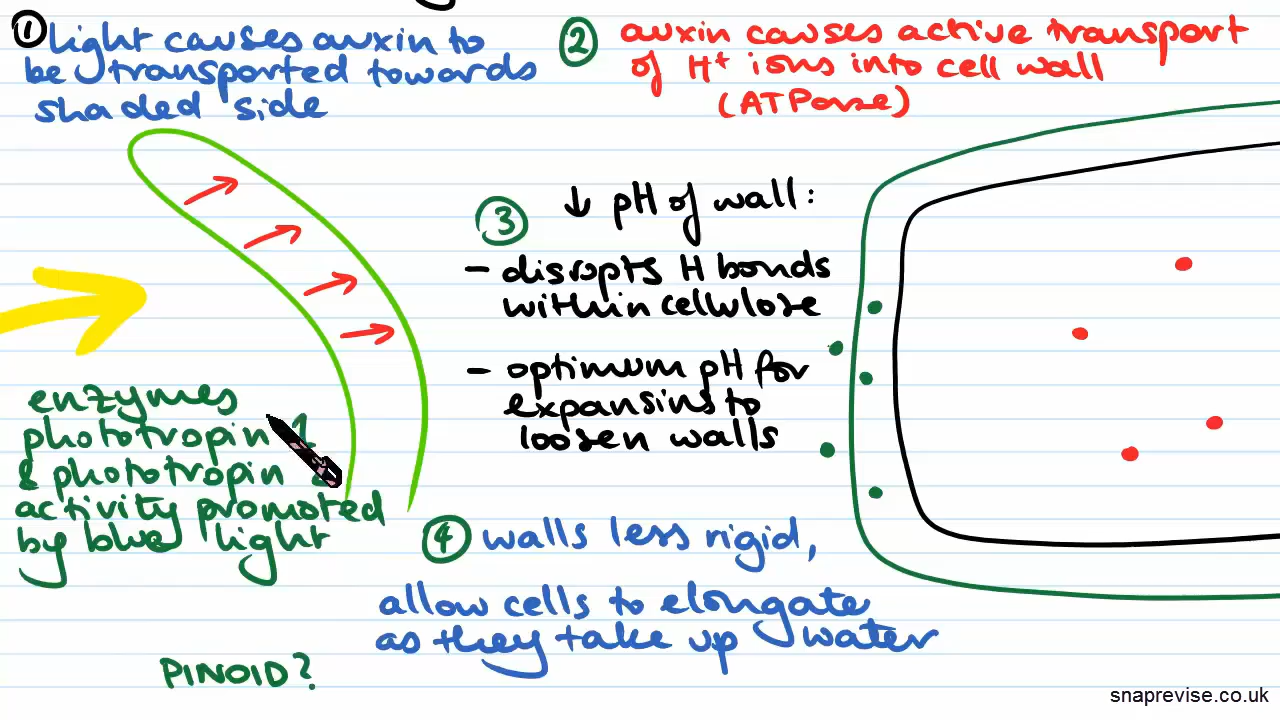 1 light causes auxin to
be transported towards
shaded side
2 auxin causes active transport
of H+ ions into cell wall
(ATPase)
3 ↓ pH of wall:
- disrupts H bonds
within cellulose
- optimum pH for
expansins to
loosen walls
enzymes
phototropin 1
& phototropin
activity promoted
by blue light
4 walls less rigid,
allow cells to elongate
as they take up water
PINOID?
snaprevise.co.uk